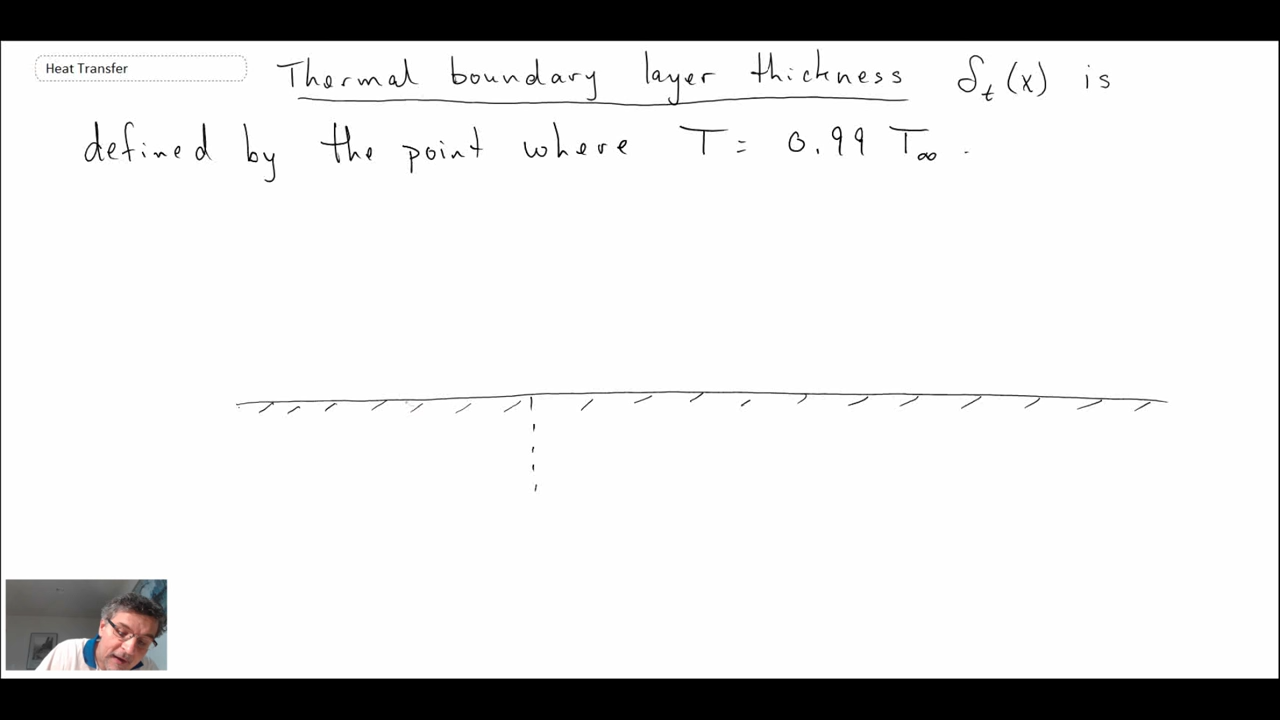 Heat Transfer
Thermal boundary layer thickness δₜ(x) is
defined by the point where T = 0.99 T∞.